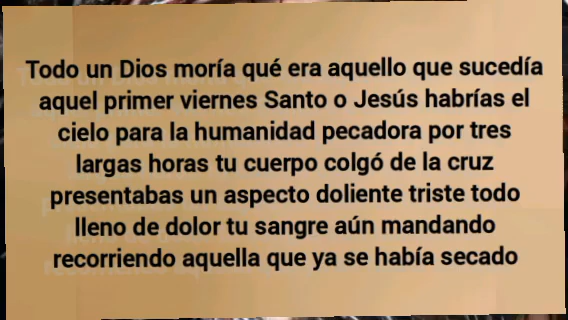 Todo un Dios moría qué era aquello que sucedía
aquel primer viernes Santo o Jesús habrías el
cielo para la humanidad pecadora por tres
largas horas tu cuerpo colgó de la cruz
presentabas un aspecto doliente triste todo
lleno de dolor tu sangre aún mandando
recorriendo aquella que ya se había secado